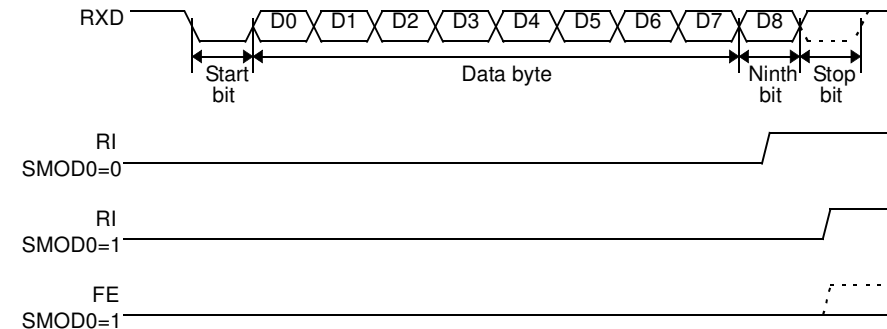 RXD D0 D1 D2 D3 D4 D5 D6 D7 D8
Start bit
Data byte
Ninth bit
Stop bit
RI
SMOD0=0
RI
SMOD0=1
FE
SMOD0=1